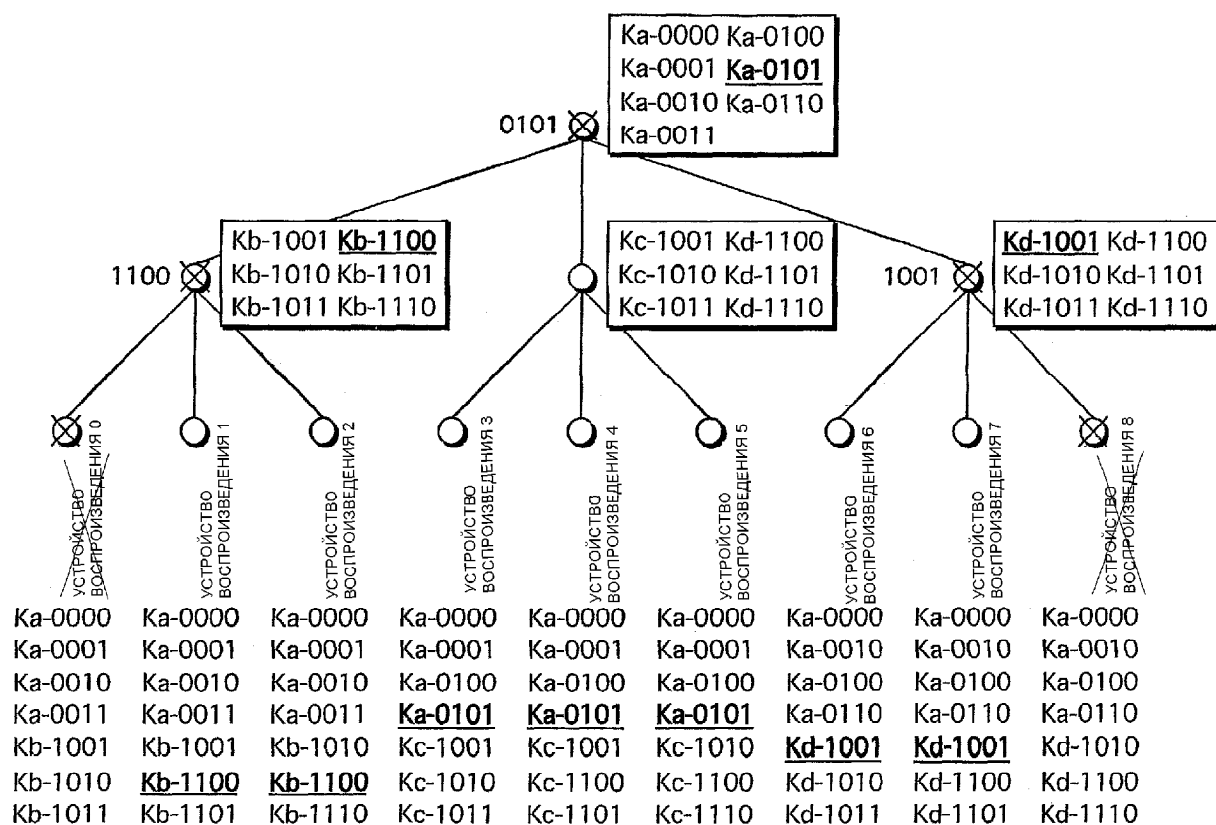 Ka-0000 Ka-0100
Ka-0001 Ka-0101
Ka-0010 Ka-0110
Ka-0011
0101
Kb-1001 Kb-1100
Kb-1010 Kb-1101
Kb-1011 Kb-1110
1100
Kc-1001 Kd-1100
Kc-1010 Kd-1101
Kc-1011 Kd-1110
1001
Kd-1001 Kd-1100
Kd-1010 Kd-1101
Kd-1011 Kd-1110
УСТРОЙСТВО
ВОСПРОИЗВЕДЕНИЯ 0
УСТРОЙСТВО
ВОСПРОИЗВЕДЕНИЯ 1
УСТРОЙСТВО
ВОСПРОИЗВЕДЕНИЯ 2
УСТРОЙСТВО
ВОСПРОИЗВЕДЕНИЯ 3
УСТРОЙСТВО
ВОСПРОИЗВЕДЕНИЯ 4
УСТРОЙСТВО
ВОСПРОИЗВЕДЕНИЯ 5
УСТРОЙСТВО
ВОСПРОИЗВЕДЕНИЯ 6
УСТРОЙСТВО
ВОСПРОИЗВЕДЕНИЯ 7
УСТРОЙСТВО
ВОСПРОИЗВЕДЕНИЯ 8
Ka-0000 Ka-0000 Ka-0000 Ka-0000 Ka-0000 Ka-0000 Ka-0000 Ka-0000 Ka-0000
Ka-0001 Ka-0001 Ka-0001 Ka-0001 Ka-0001 Ka-0001 Ka-0010 Ka-0010 Ka-0010
Ka-0010 Ka-0010 Ka-0010 Ka-0100 Ka-0100 Ka-0100 Ka-0100 Ka-0100 Ka-0100
Ka-0011 Ka-0011 Ka-0011 Ka-0101 Ka-0101 Ka-0101 Ka-0110 Ka-0110 Ka-0110
Kb-1001 Kb-1001 Kb-1010 Kc-1001 Kc-1001 Kc-1010 Kd-1001 Kd-1001 Kd-1010
Kb-1010 Kb-1100 Kb-1100 Kc-1010 Kc-1100 Kc-1100 Kd-1010 Kd-1100 Kd-1100
Kb-1011 Kb-1101 Kb-1110 Kc-1011 Kc-1101 Kc-1110 Kd-1011 Kd-1101 Kd-1110